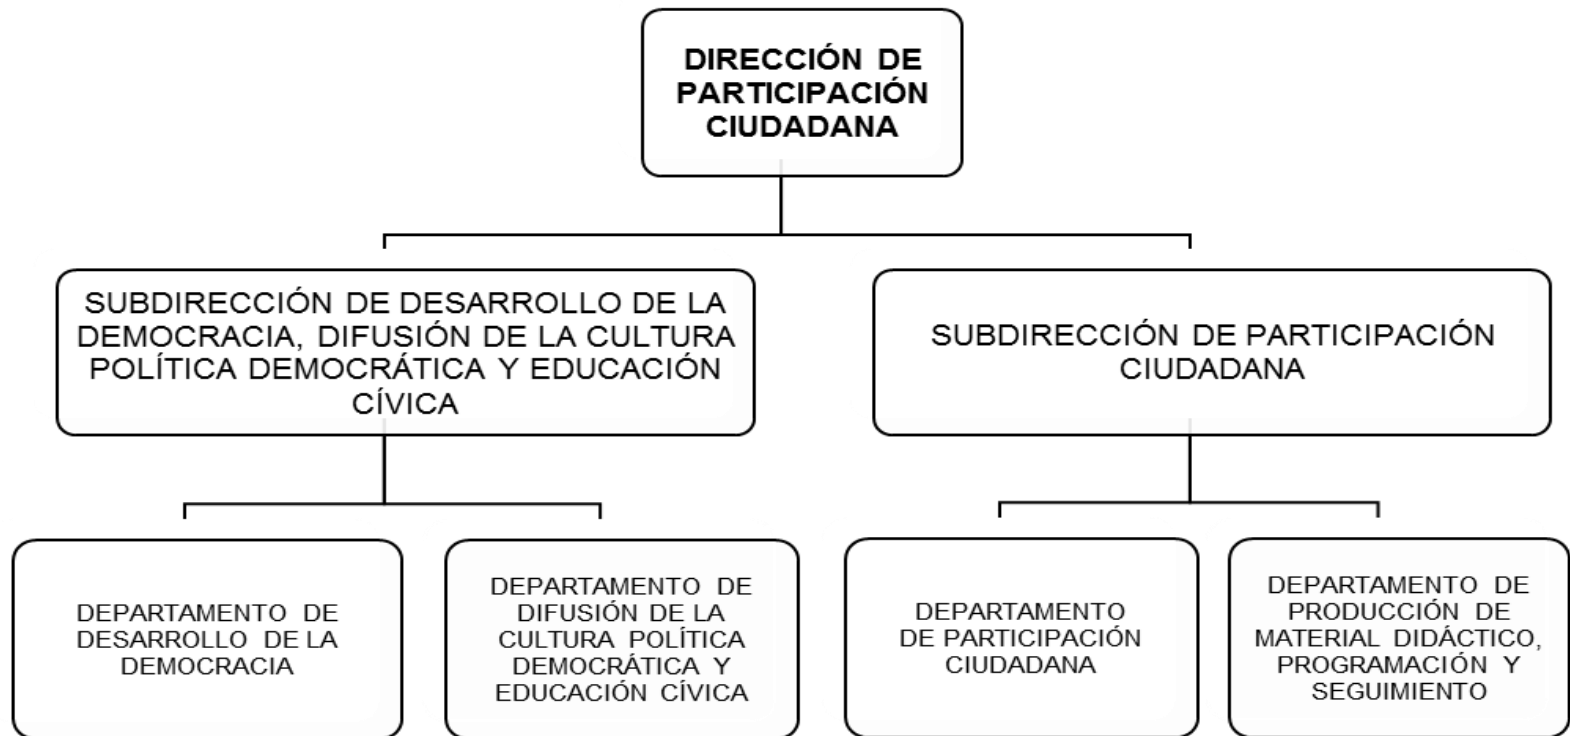 DIRECCIÓN DE
PARTICIPACIÓN
CIUDADANA
SUBDIRECCIÓN DE DESARROLLO DE LA
DEMOCRACIA, DIFUSIÓN DE LA CULTURA
POLÍTICA DEMOCRÁTICA Y EDUCACIÓN
CÍVICA
SUBDIRECCIÓN DE PARTICIPACIÓN
CIUDADANA
DEPARTAMENTO DE
DESARROLLO DE LA
DEMOCRACIA
DEPARTAMENTO DE
DIFUSIÓN DE LA
CULTURA POLÍTICA
DEMOCRÁTICA Y
EDUCACIÓN CÍVICA
DEPARTAMENTO
DE PARTICIPACIÓN
CIUDADANA
DEPARTAMENTO DE
PRODUCCIÓN DE
MATERIAL DIDÁCTICO,
PROGRAMACIÓN Y
SEGUIMIENTO